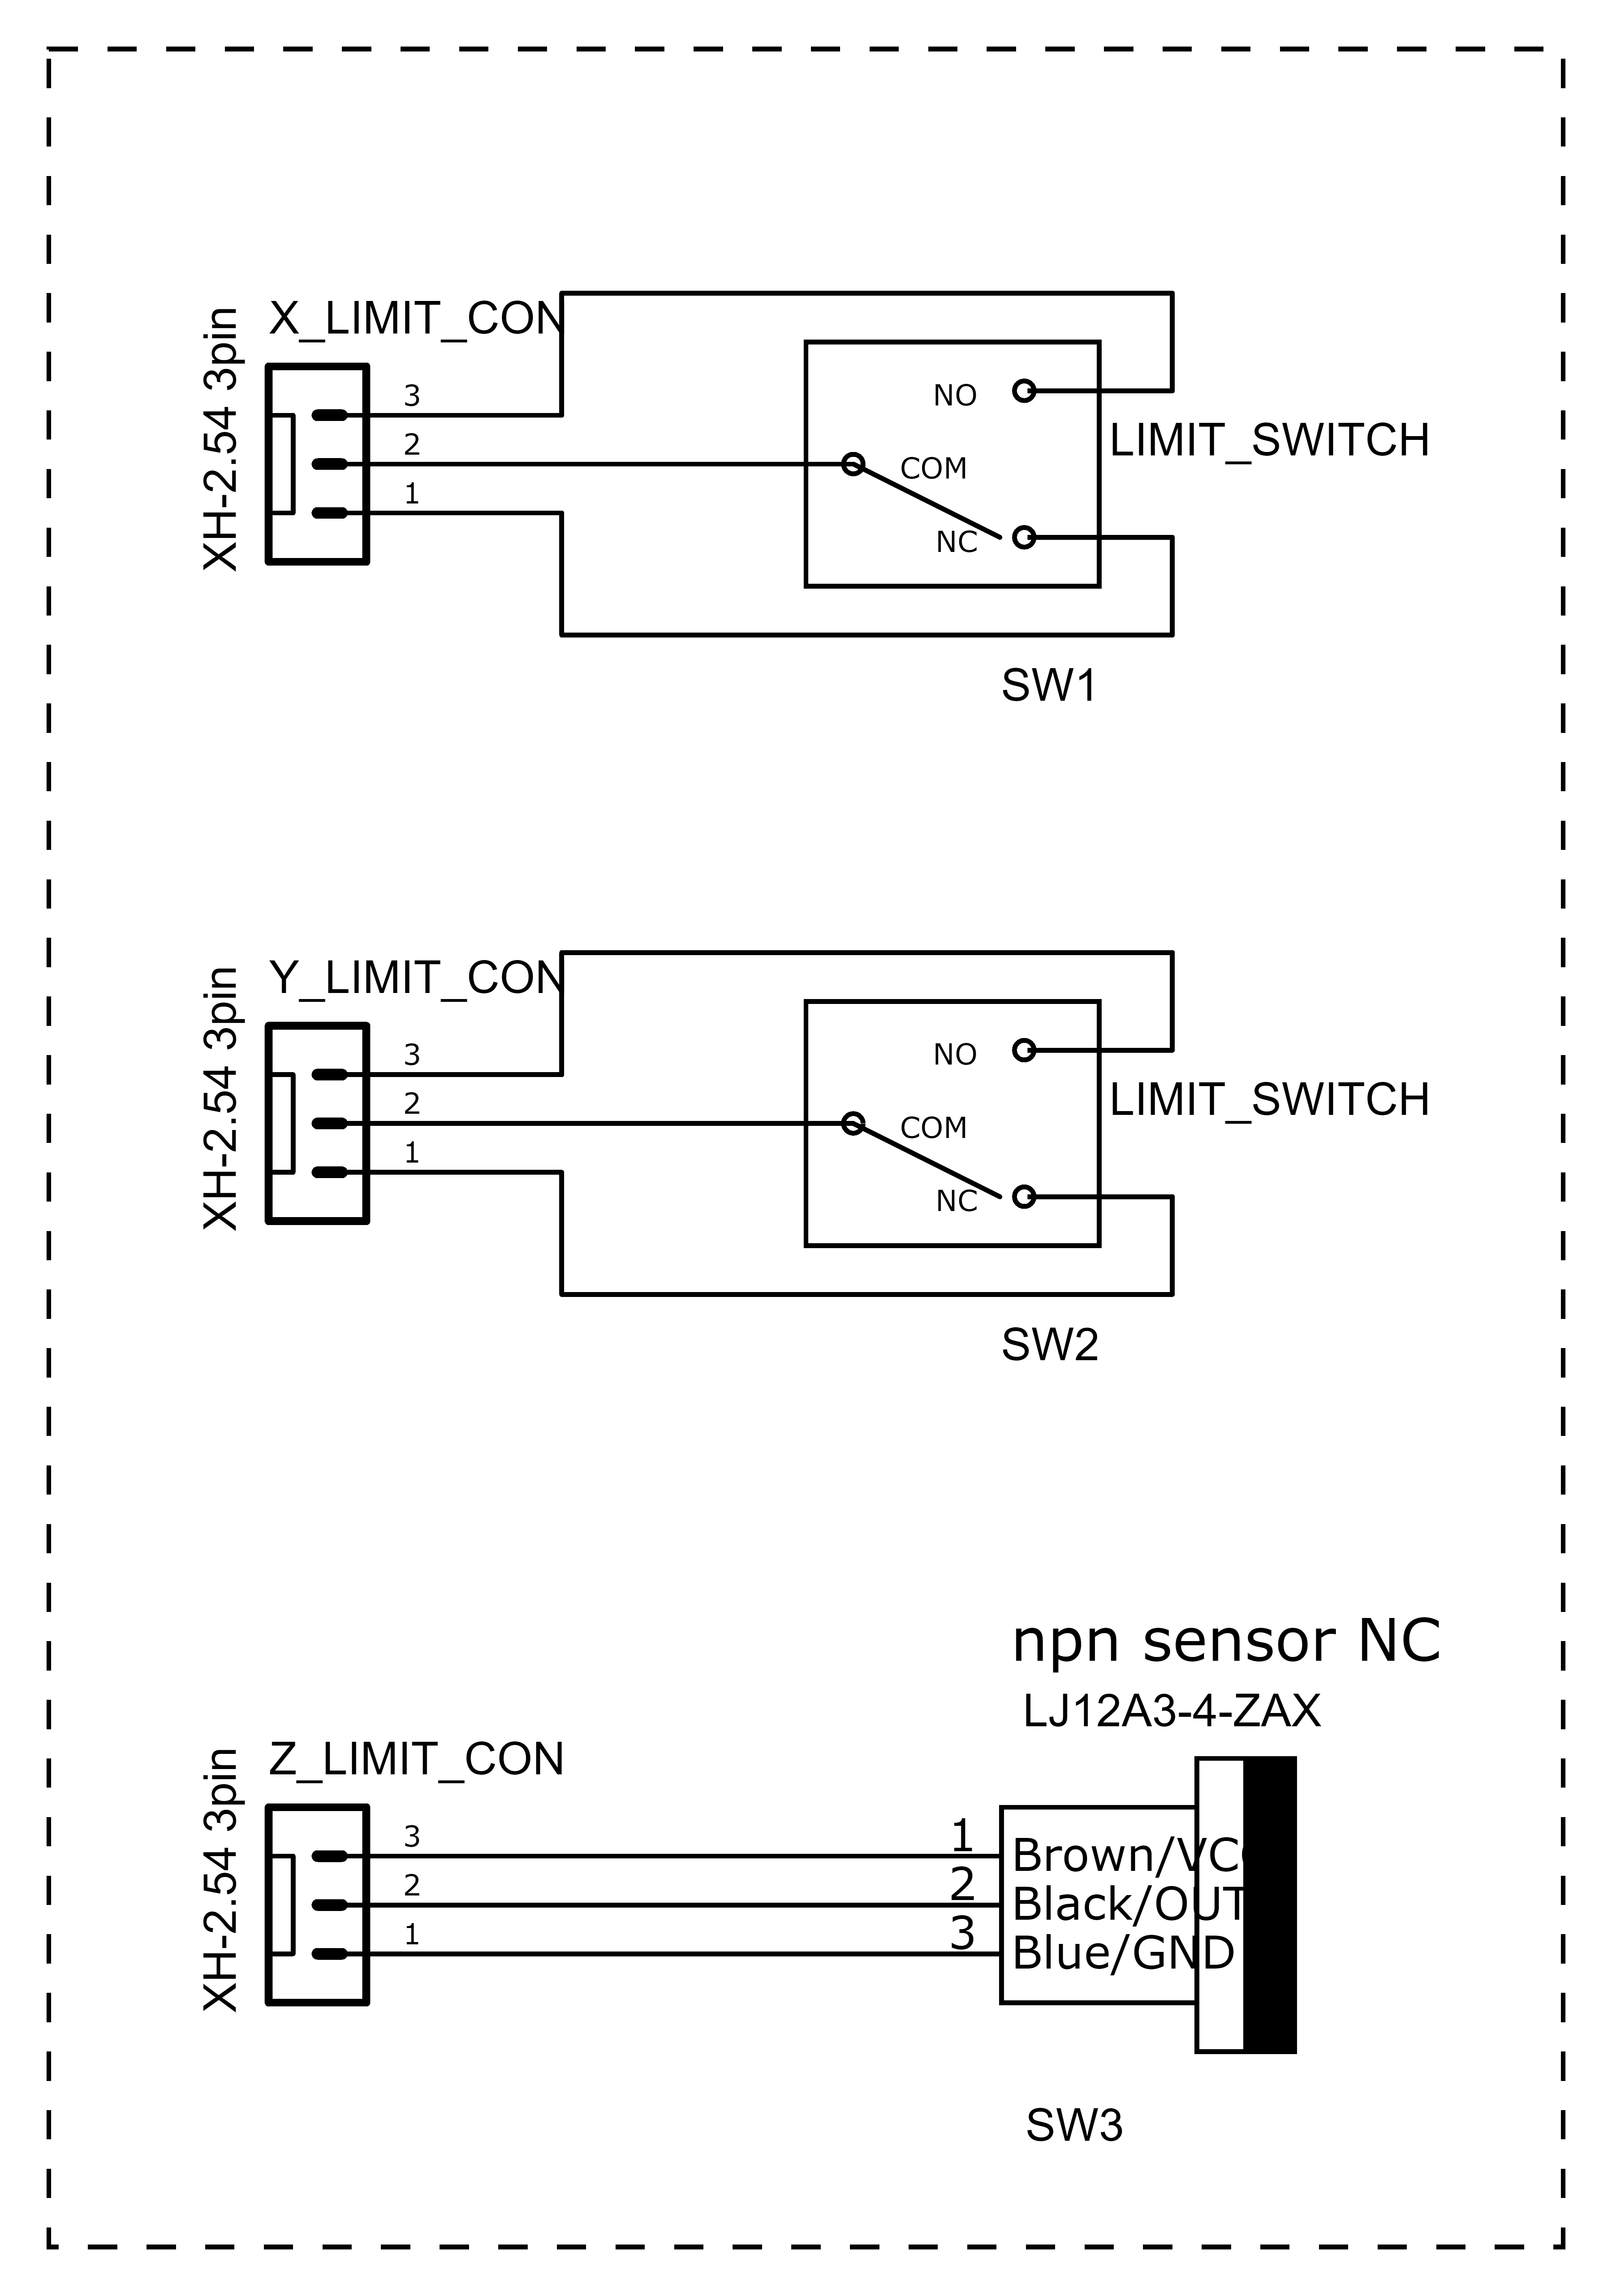 X_LIMIT_CON
XH-2.54 3pin
3
2
1
NO
COM
NC
LIMIT_SWITCH
SW1
Y_LIMIT_CON
XH-2.54 3pin
3
2
1
NO
COM
NC
LIMIT_SWITCH
SW2
npn sensor NC
LJ12A3-4-ZAX
Z_LIMIT_CON
XH-2.54 3pin
3
2
1
1
2
3
Brown/VCC
Black/OUT
Blue/GND
SW3